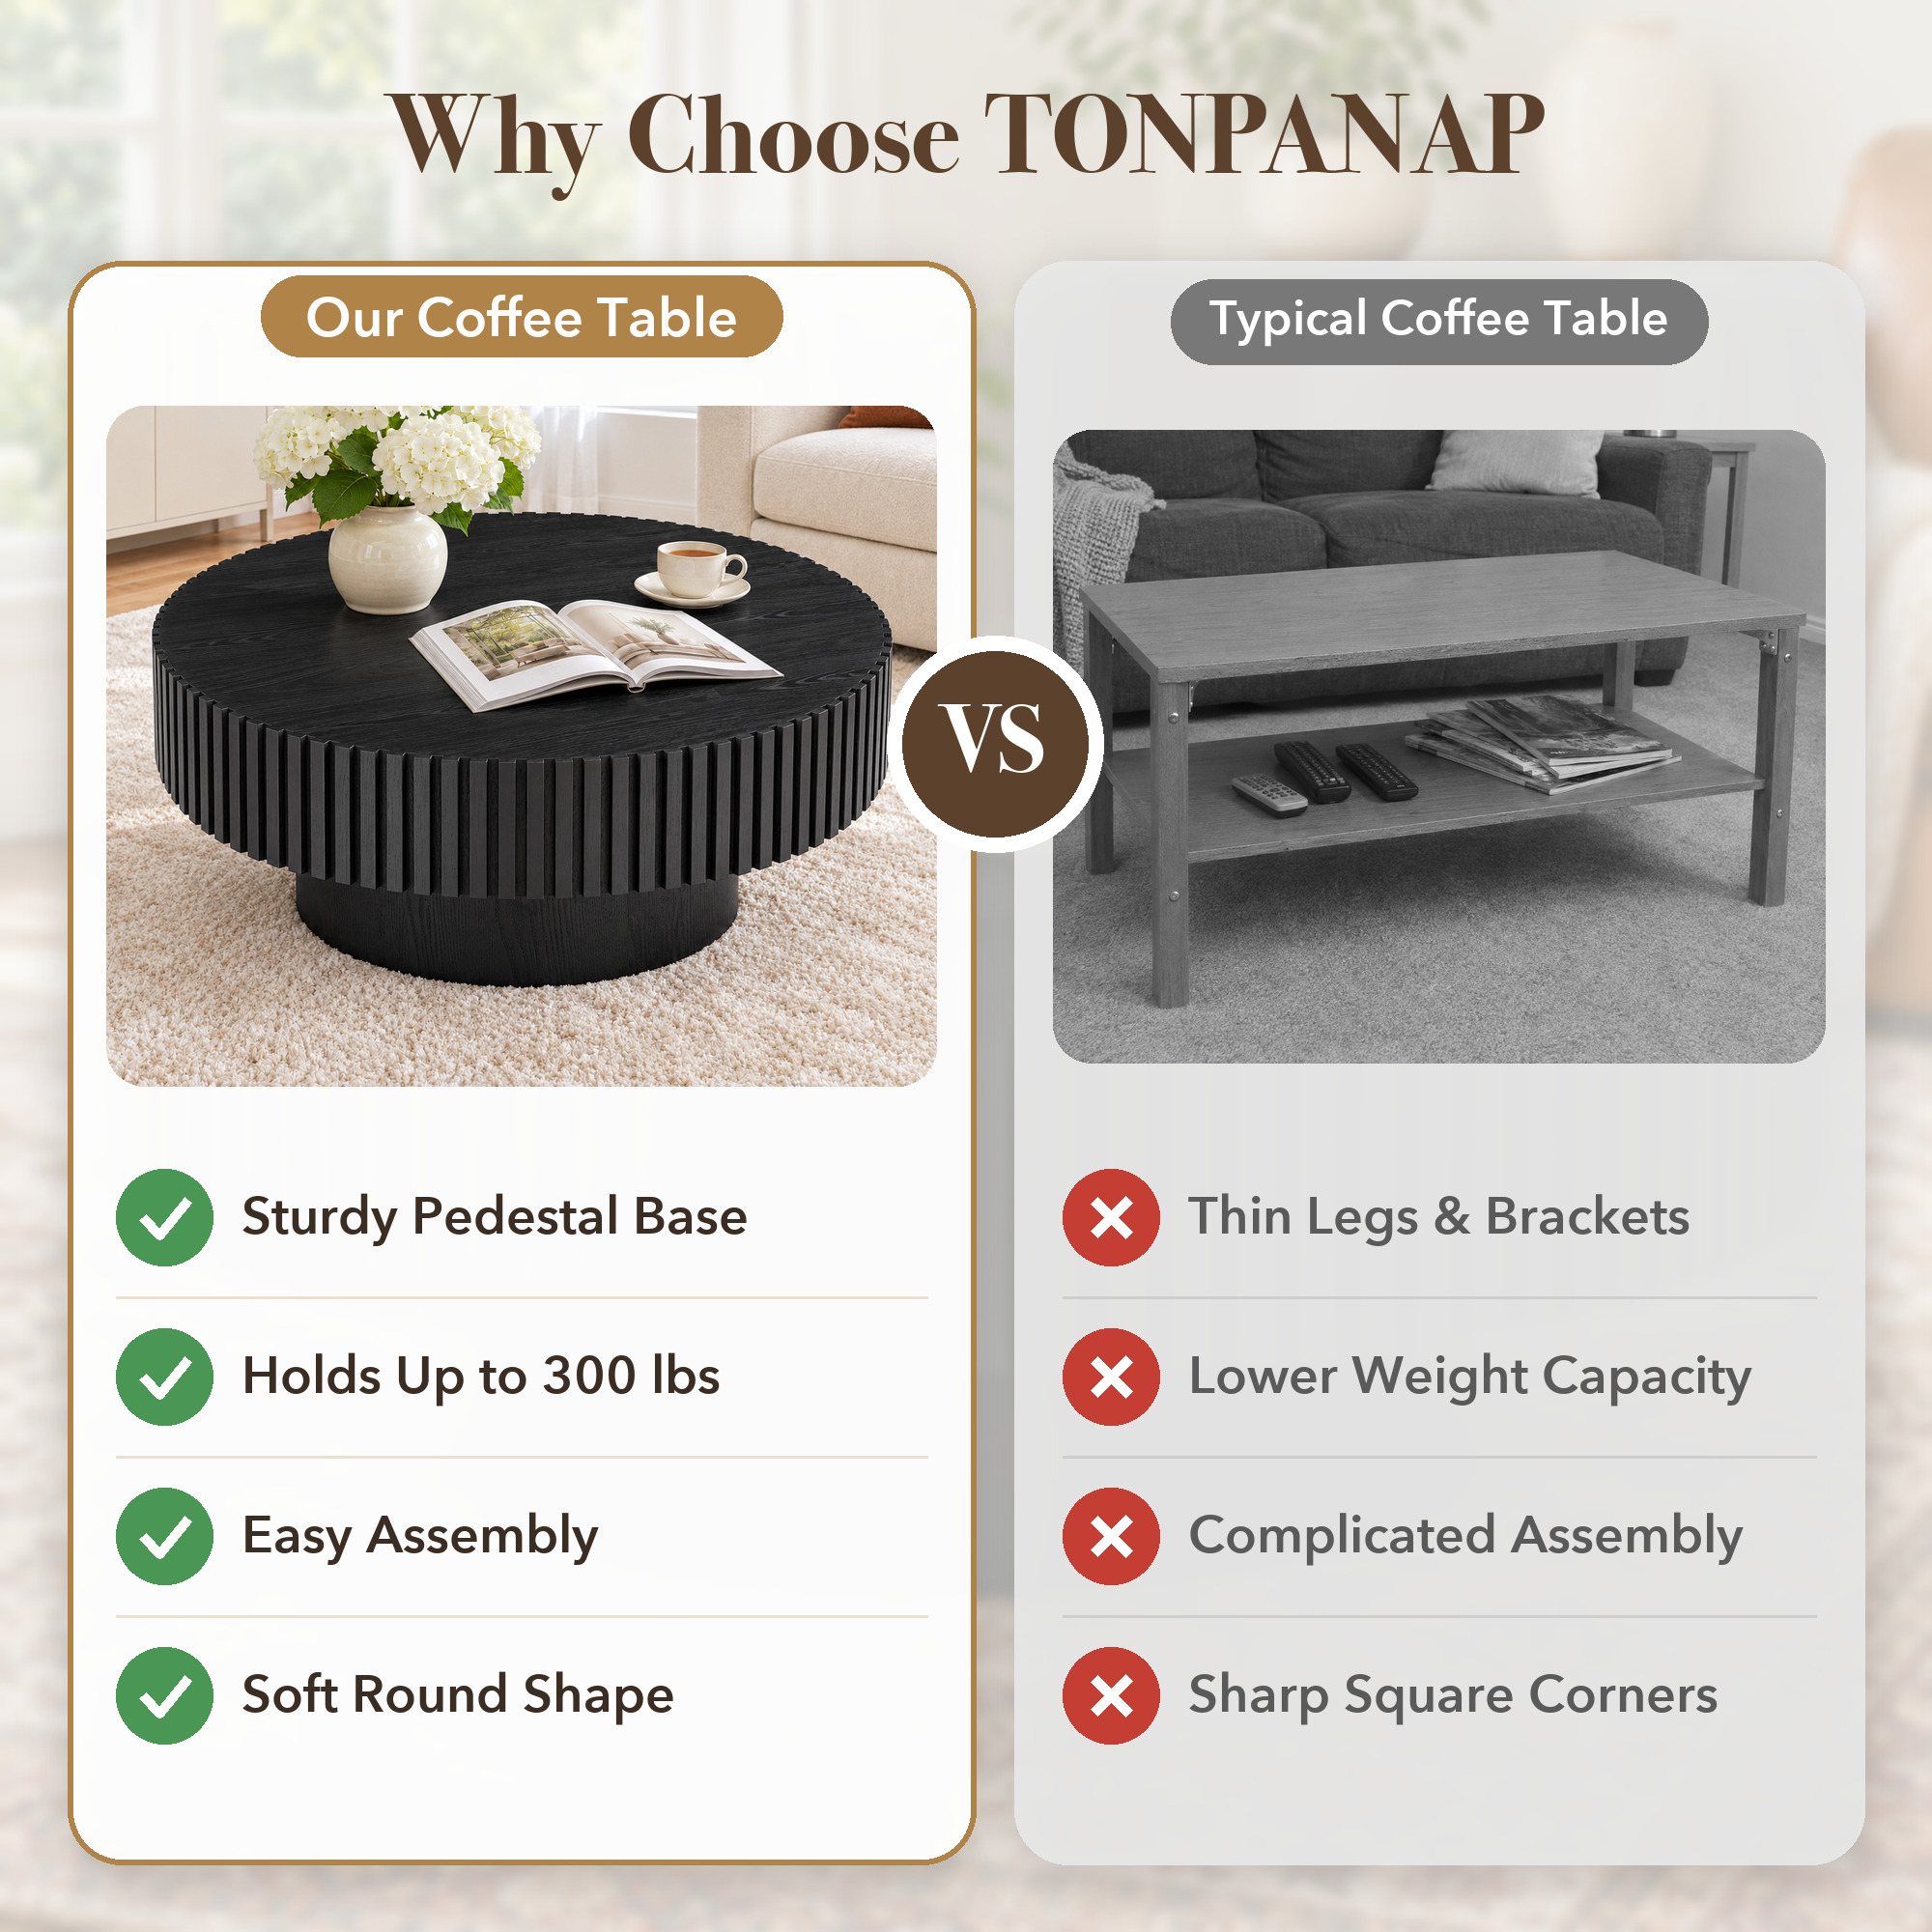 Why Choose TONPANAP
Our Coffee Table
Typical Coffee Table
VS
Sturdy Pedestal Base
Holds Up to 300 lbs
Easy Assembly
Soft Round Shape
Thin Legs & Brackets
Lower Weight Capacity
Complicated Assembly
Sharp Square Corners